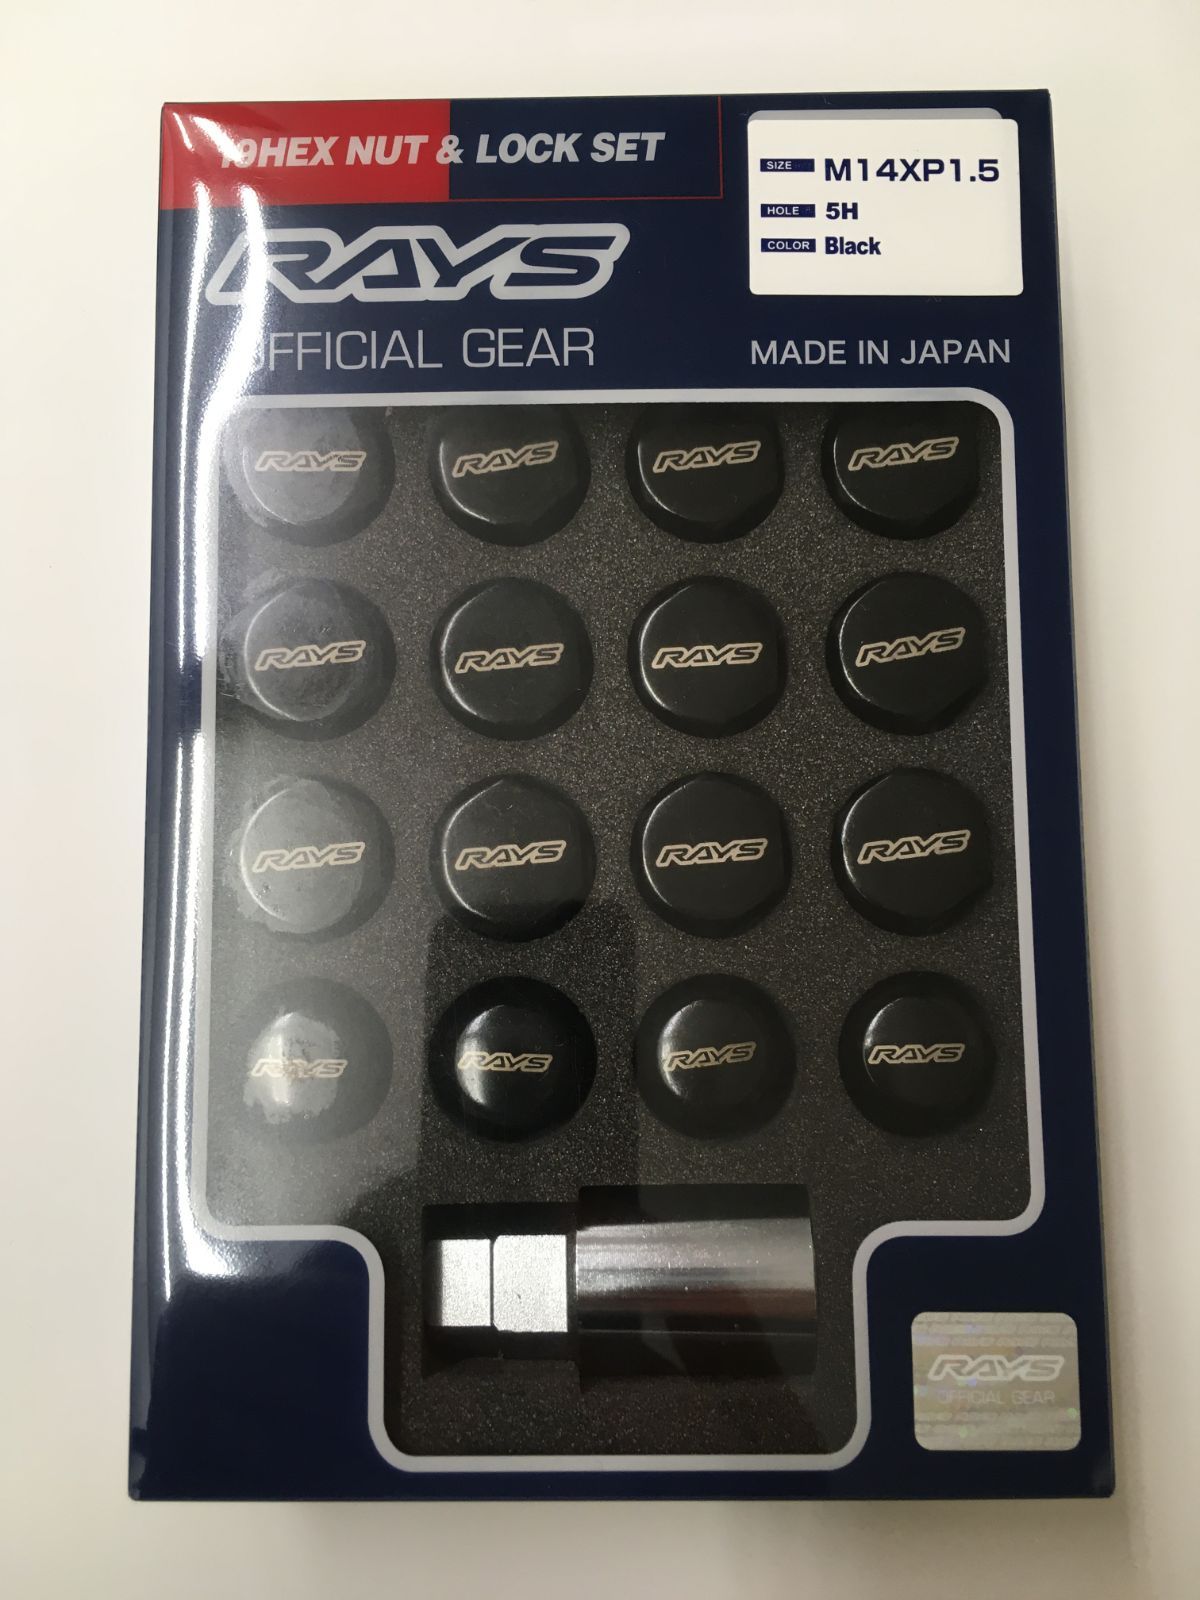 19HEX NUT & LOCK SET
SIZE M14XP1.5
HOLE 5H
COLOR Black
RAYS
OFFICIAL GEAR
MADE IN JAPAN
RAYS RAYS RAYS RAYS
RAYS RAYS RAYS RAYS
RAYS RAYS RAYS RAYS
RAYS RAYS RAYS RAYS
RAYS
OFFICIAL GEAR